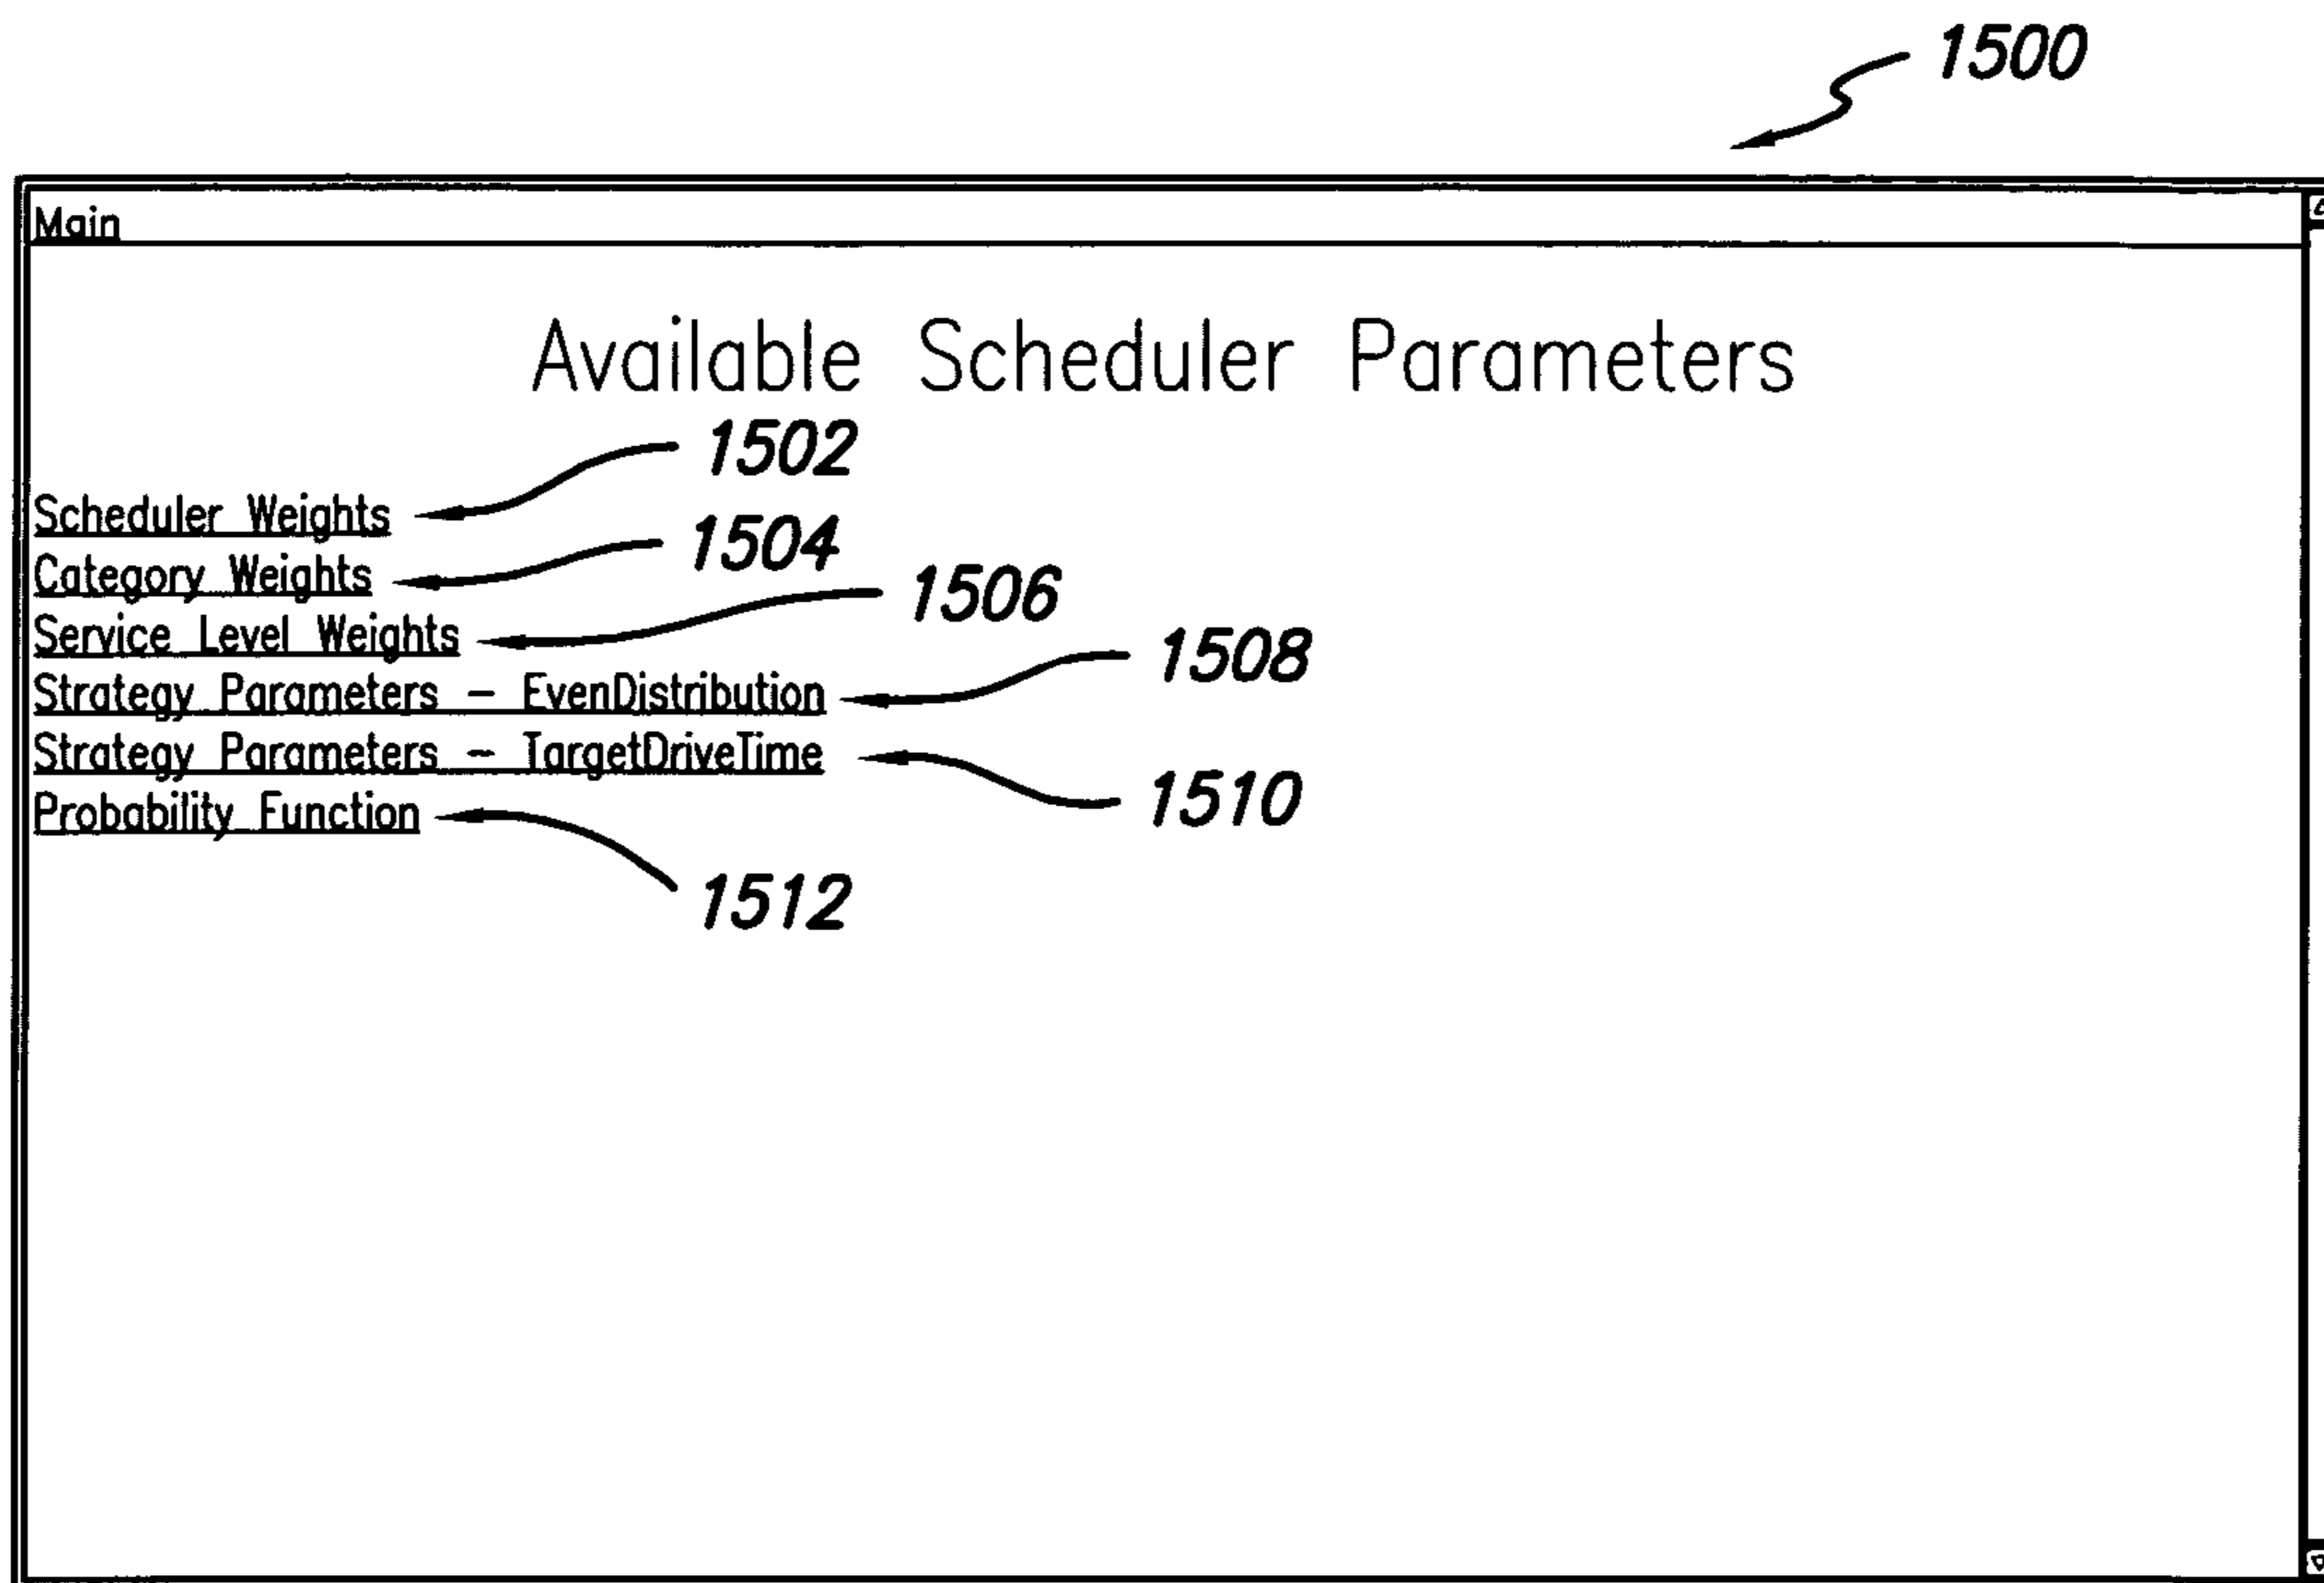 1500
Main
Available Scheduler Parameters
1502
Scheduler Weights
1504
Category Weights
1506
Service Level Weights
1508
Strategy Parameters - EvenDistribution
Strategy Parameters - TargetDriveTime
1510
Probability Function
1512